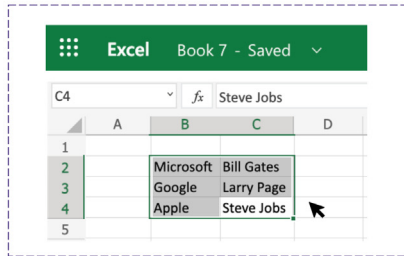 Excel Book 7 - Saved
C4 fx Steve Jobs
A B C D
1
2 Microsoft Bill Gates
3 Google Larry Page
4 Apple Steve Jobs
5